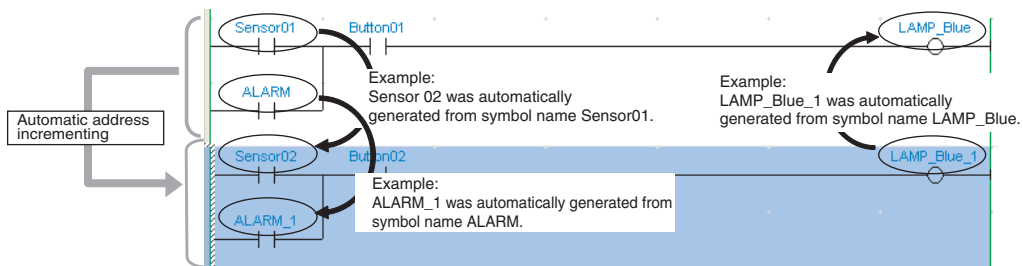 Sensor01 Button01 LAMP_Blue
Example:
Sensor 02 was automatically
generated from symbol name Sensor01.
Example:
LAMP_Blue_1 was automatically
generated from symbol name LAMP_Blue.
ALARM
Automatic address
incrementing
Sensor02 Button02 LAMP_Blue_1
Example:
ALARM_1 was automatically generated from
symbol name ALARM.
ALARM_1